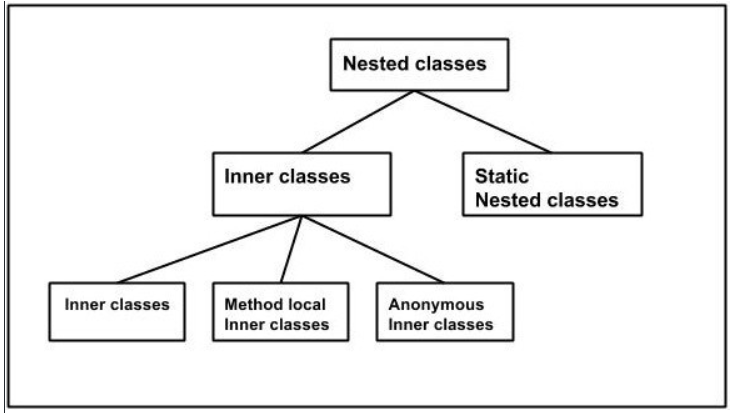 Nested classes
Inner classes
Static
Nested classes
Inner classes
Method local
Inner classes
Anonymous
Inner classes